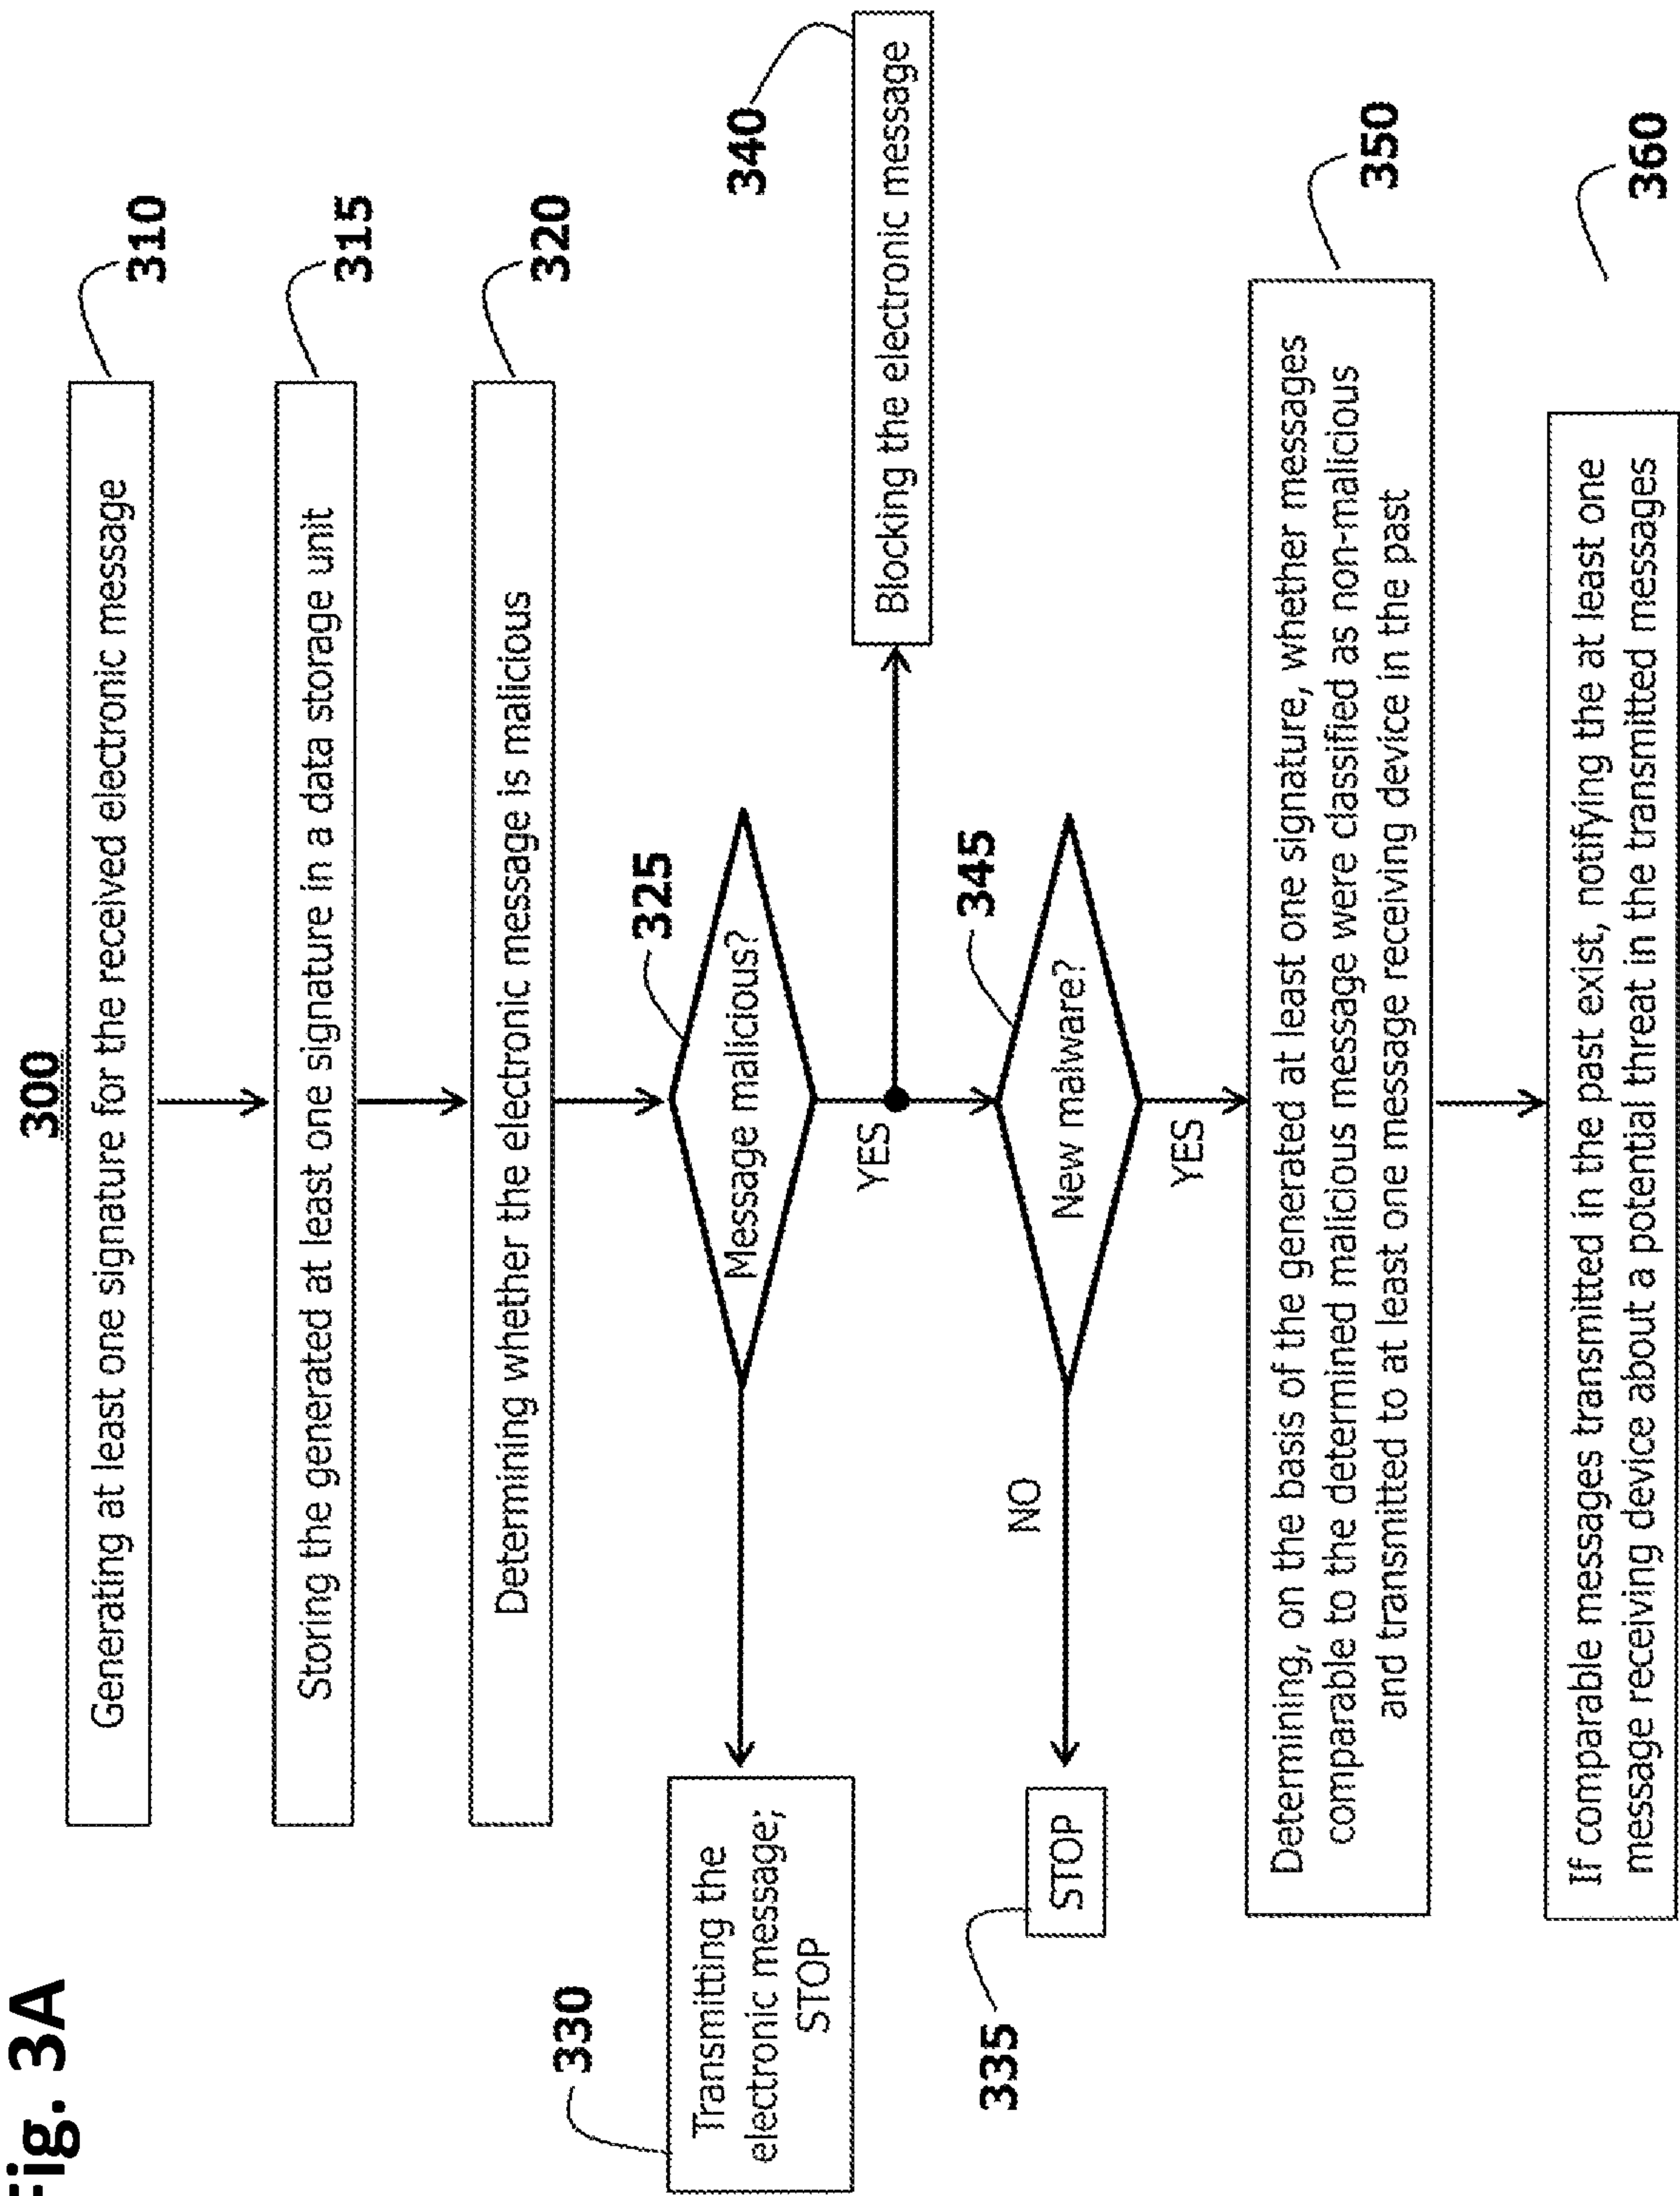 Fig. 3A
300
310
Generating at least one signature for the received electronic message
315
Storing the generated at least one signature in a data storage unit
320
Determining whether the electronic message is malicious
325
Message malicious?
330
Transmitting the
electronic message;
STOP
YES
340
Blocking the electronic message
345
New malware?
NO
335
STOP
YES
350
Determining, on the basis of the generated at least one signature, whether messages
comparable to the determined malicious message were classified as non-malicious
and transmitted to at least one message receiving device in the past
360
If comparable messages transmitted in the past exist, notifying the at least one
message receiving device about a potential threat in the transmitted messages